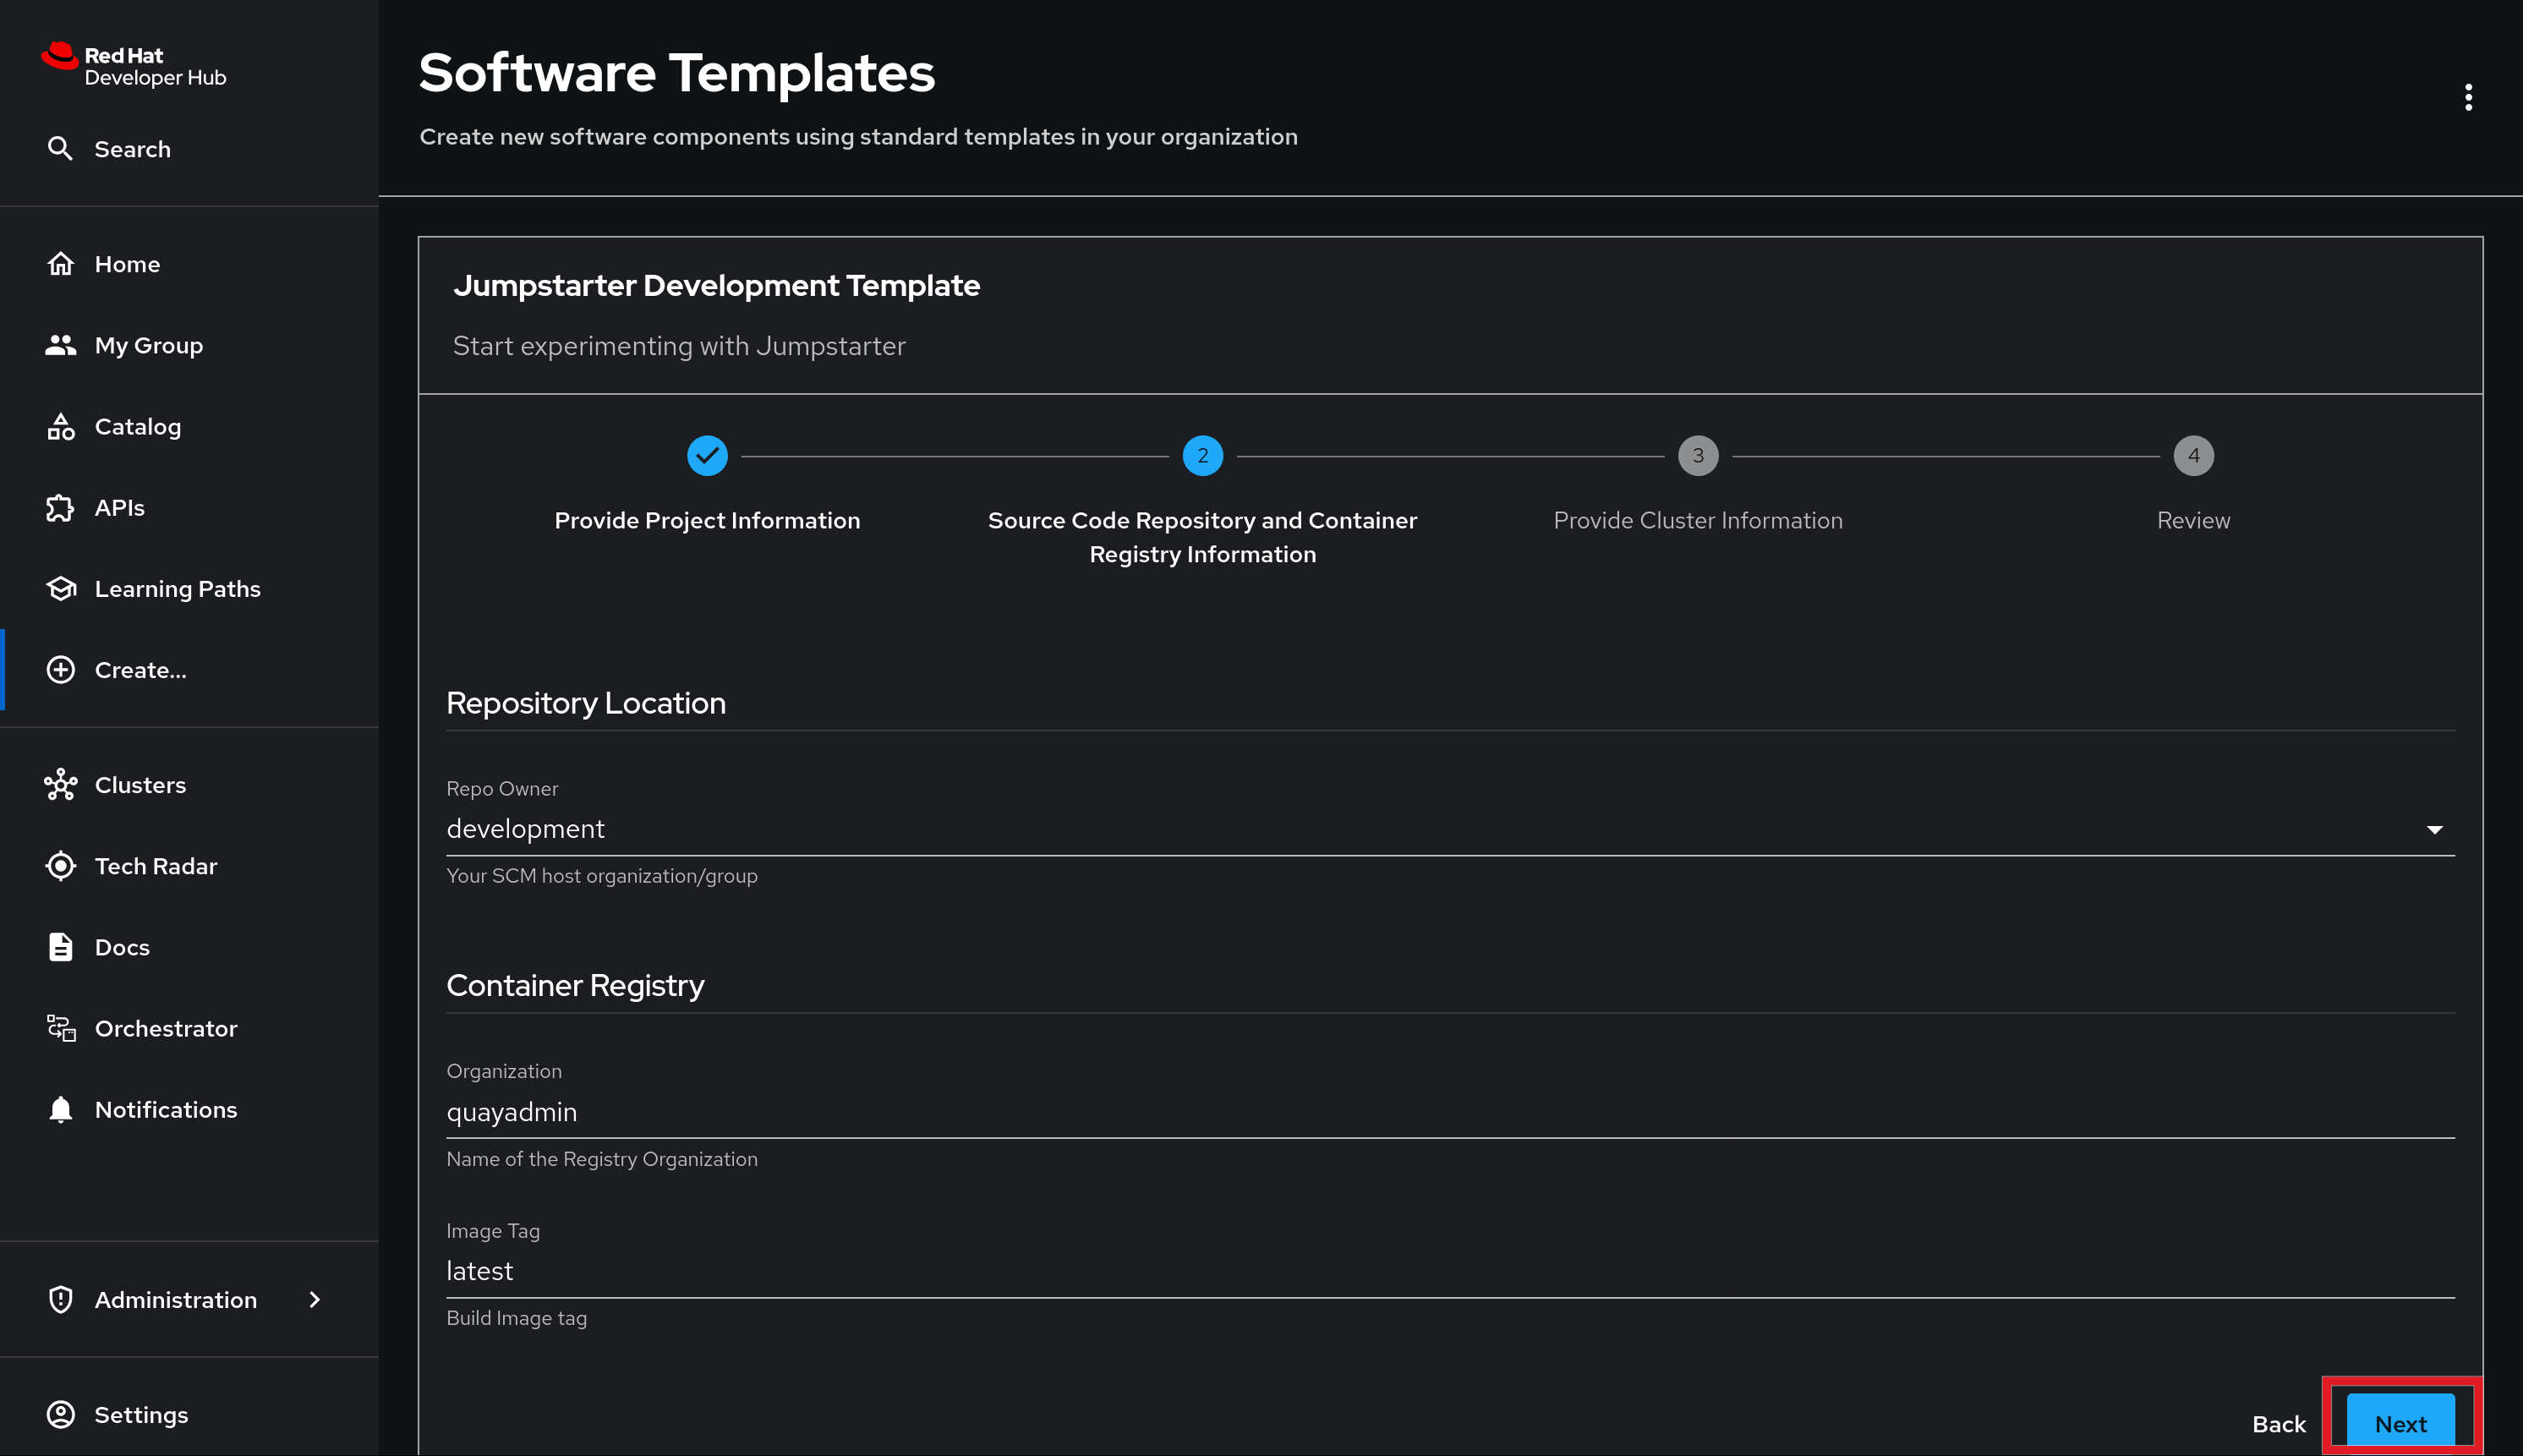 Red Hat
Developer Hub
Search
Home
My Group
Catalog
APIs
Learning Paths
Create...
Clusters
Tech Radar
Docs
Orchestrator
Notifications
Administration
Settings
Software Templates
Create new software components using standard templates in your organization
Jumpstarter Development Template
Start experimenting with Jumpstarter
2
3
4
Provide Project Information
Source Code Repository and Container
Registry Information
Provide Cluster Information
Review
Repository Location
Repo Owner
development
Your SCM host organization/group
Container Registry
Organization
quayadmin
Name of the Registry Organization
Image Tag
latest
Build Image tag
Back
Next